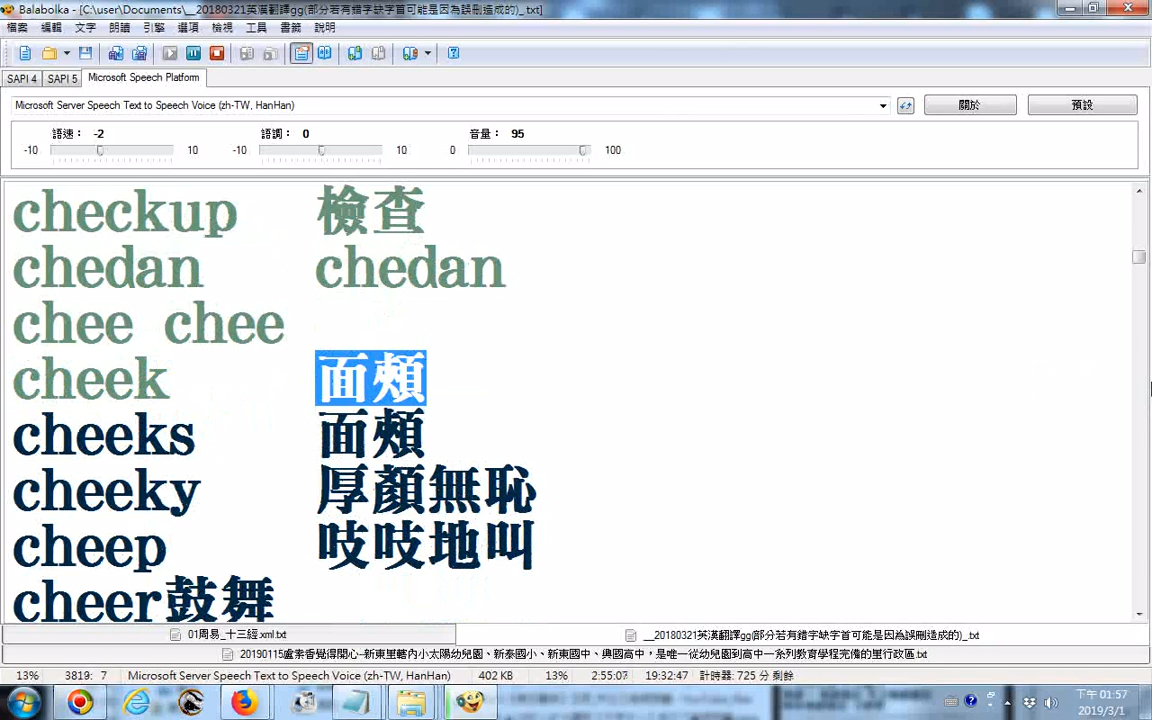 Balabolka - [C:\user\Documents\__20180321英漢翻譯gg(部分若有錯字缺字首可能是因為誤刪造成的)_.txt]
檔案 編輯 文字 朗讀 引擎 選項 檢視 工具 書籤 說明
SAPI 4 SAPI 5 Microsoft Speech Platform
Microsoft Server Speech Text to Speech Voice (zh-TW, HanHan) 關於 預設
語速： -2 語調： 0 音量： 95
-10 10 -10 10 0 100
checkup 檢查
chedan chedan
chee chee
cheek 面頰
cheeks 面頰
cheeky 厚顏無恥
cheep 吱吱地叫
cheer鼓舞
01周易_十三經.xml.txt __20180321英漢翻譯gg(部分若有錯字缺字首可能是因為誤刪造成的)_.txt
20190115盧素香覺得開心-新東里轄內小太陽幼兒園、新泰國小、新東國中、興國高中，是唯一從幼兒園到高中一系列教育學程完備的里行政區.txt
13% 3819: 7 Microsoft Server Speech Text to Speech Voice (zh-TW, HanHan) 402 KB 13% 2:55:07 19:32:47 計時器: 725 分 剩餘
下午 01:57
2019/3/1